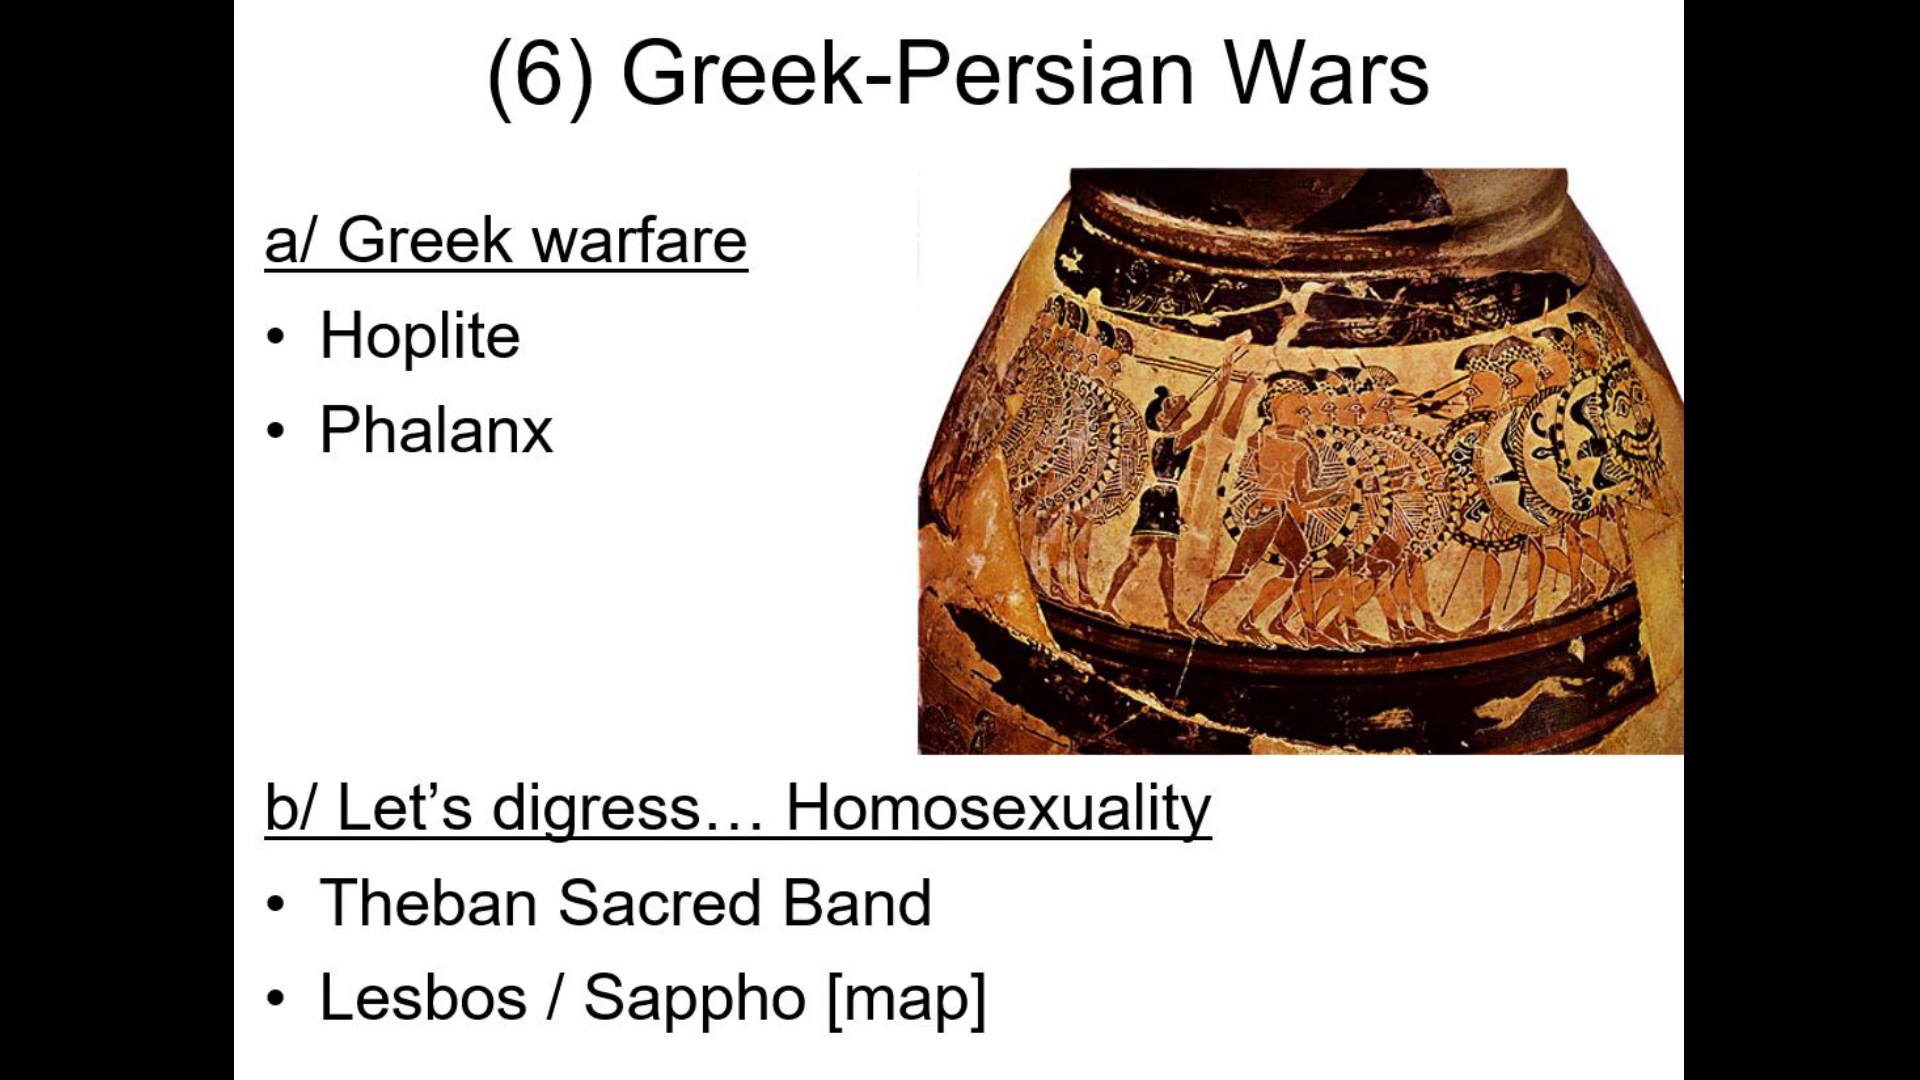 (6) Greek-Persian Wars
a/ Greek warfare
• Hoplite
• Phalanx
b/ Let’s digress… Homosexuality
• Theban Sacred Band
• Lesbos / Sappho [map]